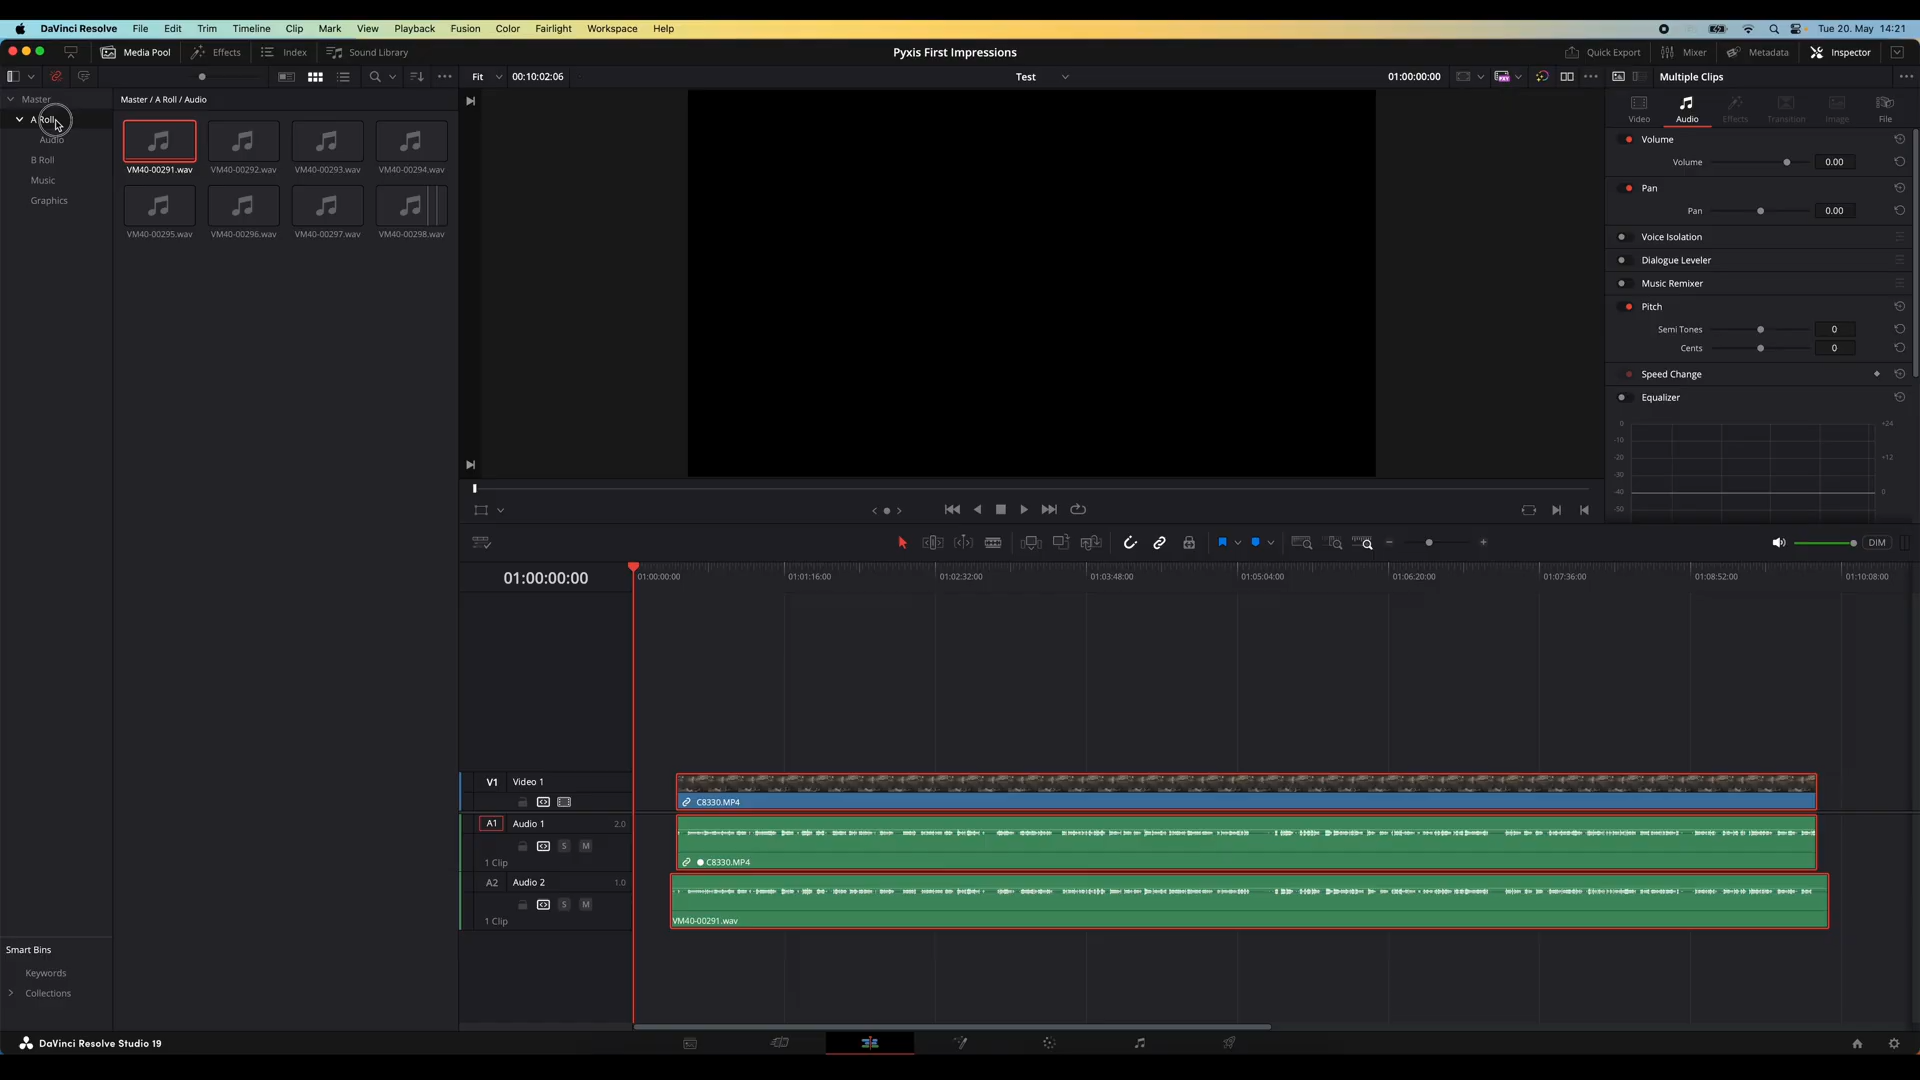 DaVinci Resolve File Edit Trim Timeline Clip Mark View Playback Fusion Color Fairlight Workspace Help Tue 20. May 14:21
Media Pool Effects Index Sound Library Pyxis First Impressions Quick Export Mixer Metadata Inspector
Fit 00:10:02:06 Test 01:00:00:00 Multiple Clips
Master
A Roll
Audio
B Roll
Music
Graphics
Master / A Roll / Audio
VM40-00291.wav VM40-00292.wav VM40-00293.wav VM40-00294.wav
VM40-00295.wav VM40-00296.wav VM40-00297.wav VM40-00298.wav
Video Audio Effects Transition Image File
Volume
Volume 0.00
Pan
Pan 0.00
Voice Isolation
Dialogue Leveler
Music Remixer
Pitch
Semi Tones 0
Cents 0
Speed Change
Equalizer
0 +24
-10
-20 +12
-30
-40 0
-50
DIM
01:00:00:00
01:00:00:00 01:01:16:00 01:02:32:00 01:03:48:00 01:05:04:00 01:06:20:00 01:07:36:00 01:08:52:00 01:10:08:00
V1 Video 1
C8330.MP4
A1 Audio 1 2.0
S M
1 Clip
C8330.MP4
A2 Audio 2 1.0
S M
1 Clip
VM40-00291.wav
Smart Bins
Keywords
Collections
DaVinci Resolve Studio 19